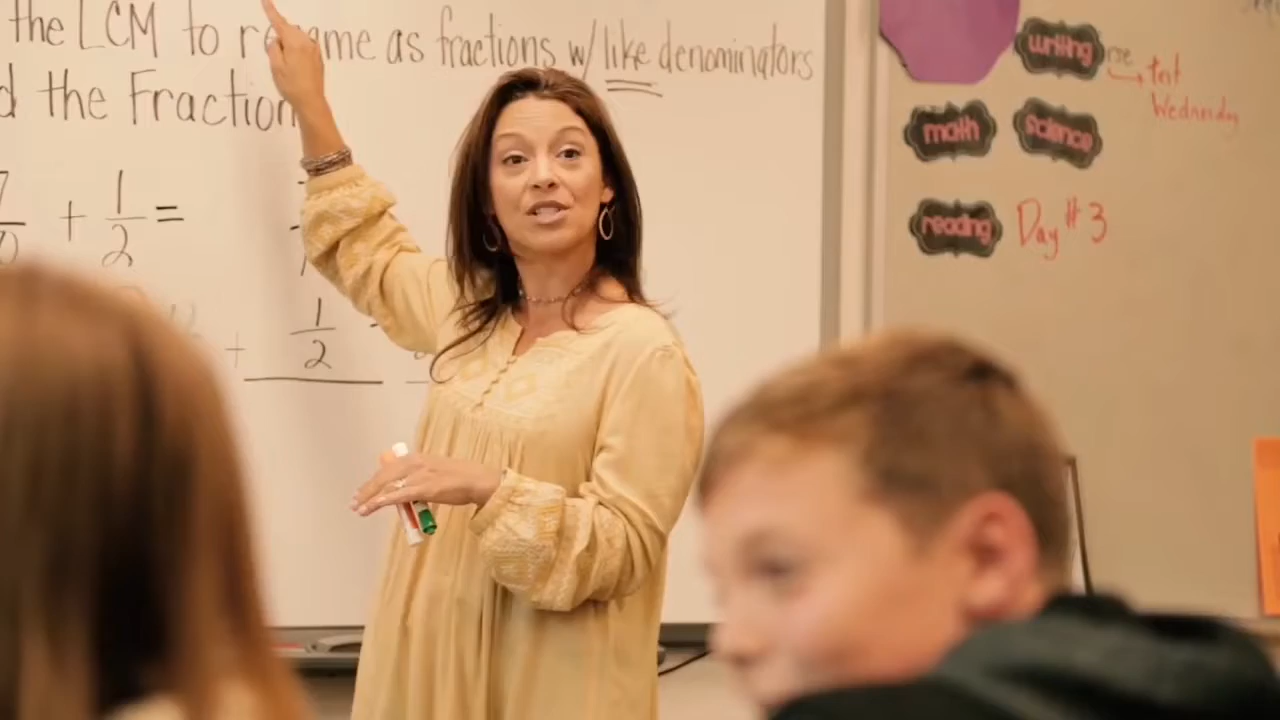 the LCM to rename as fractions w/ like denominators
the Fraction
+ 1/2 =
+ 1/2
writing
test
Wednesday
math
science
reading Day #3